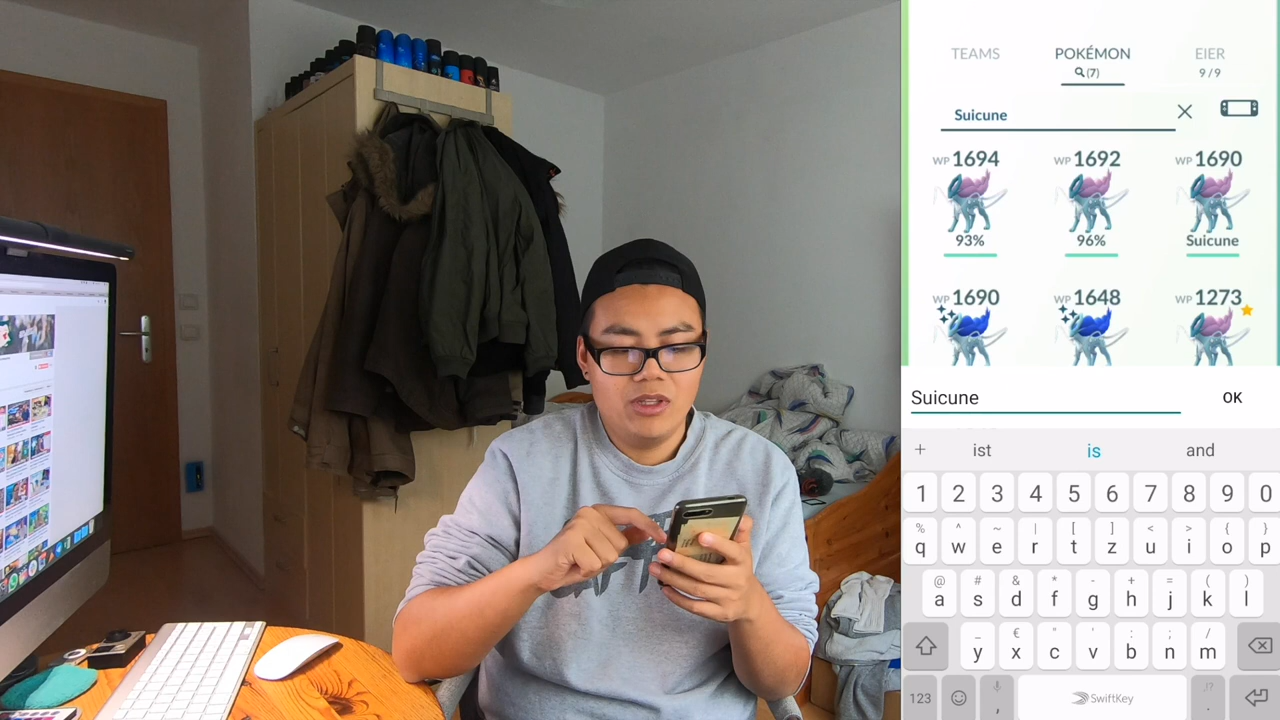 TEAMS
POKÉMON
(7)
EIER
9/9
Suicune
WP 1694
WP 1692
WP 1690
93%
96%
Suicune
WP 1690
WP 1648
WP 1273
Suicune
OK
+ ist is and
1 2 3 4 5 6 7 8 9 0
% ^ ~ | [ ] < > { }
q w e r t z u i o p
@ # & * - + = ( )
a s d f g h j k l
_ € " ' : ; /
y x c v b n m
123 , SwiftKey ,!? .